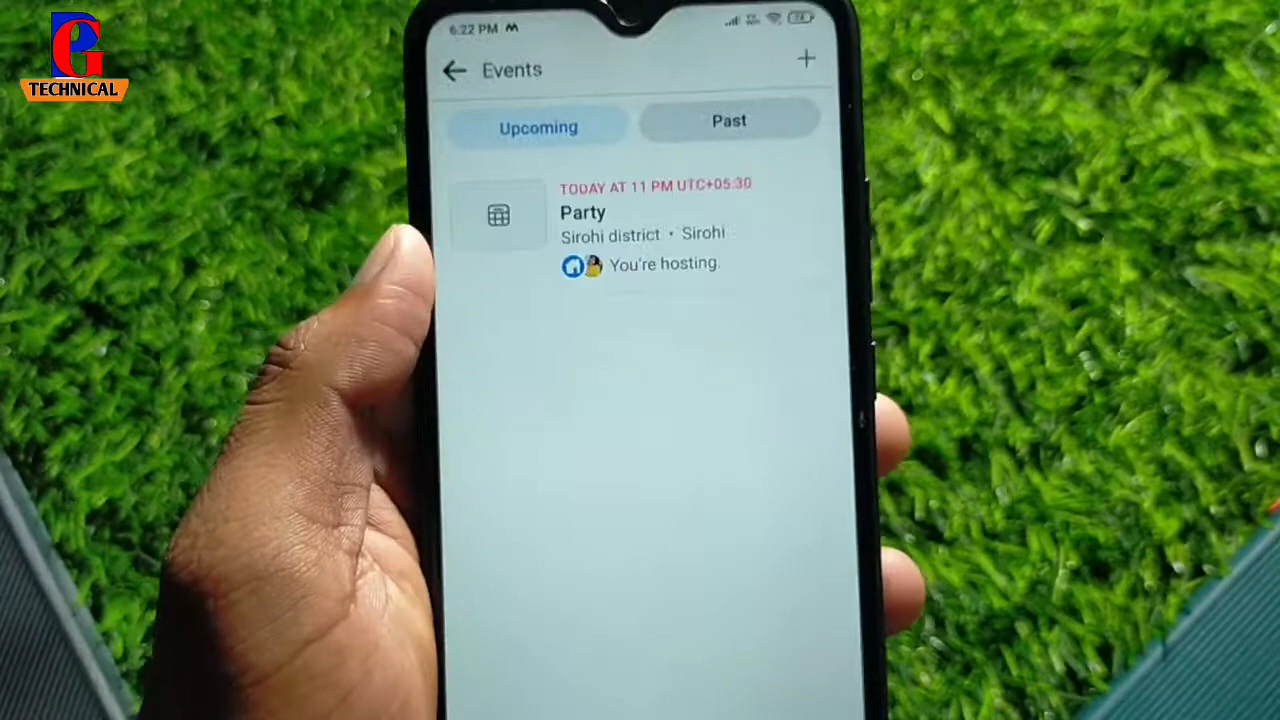 PG
TECHNICAL
6:22 PM
Events
Upcoming
Past
TODAY AT 11 PM UTC+05:30
Party
Sirohi district • Sirohi
You're hosting.